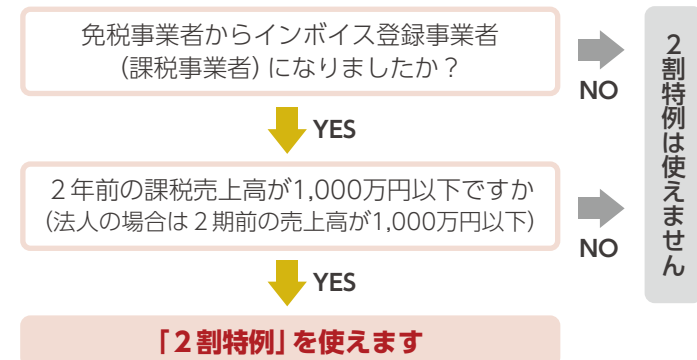 免税事業者からインボイス登録事業者
(課税事業者)になりましたか？
NO
YES
2年前の課税売上高が1,000万円以下ですか
(法人の場合は2期前の売上高が1,000万円以下)
NO
YES
「2割特例」を使えます
2割特例は使えません